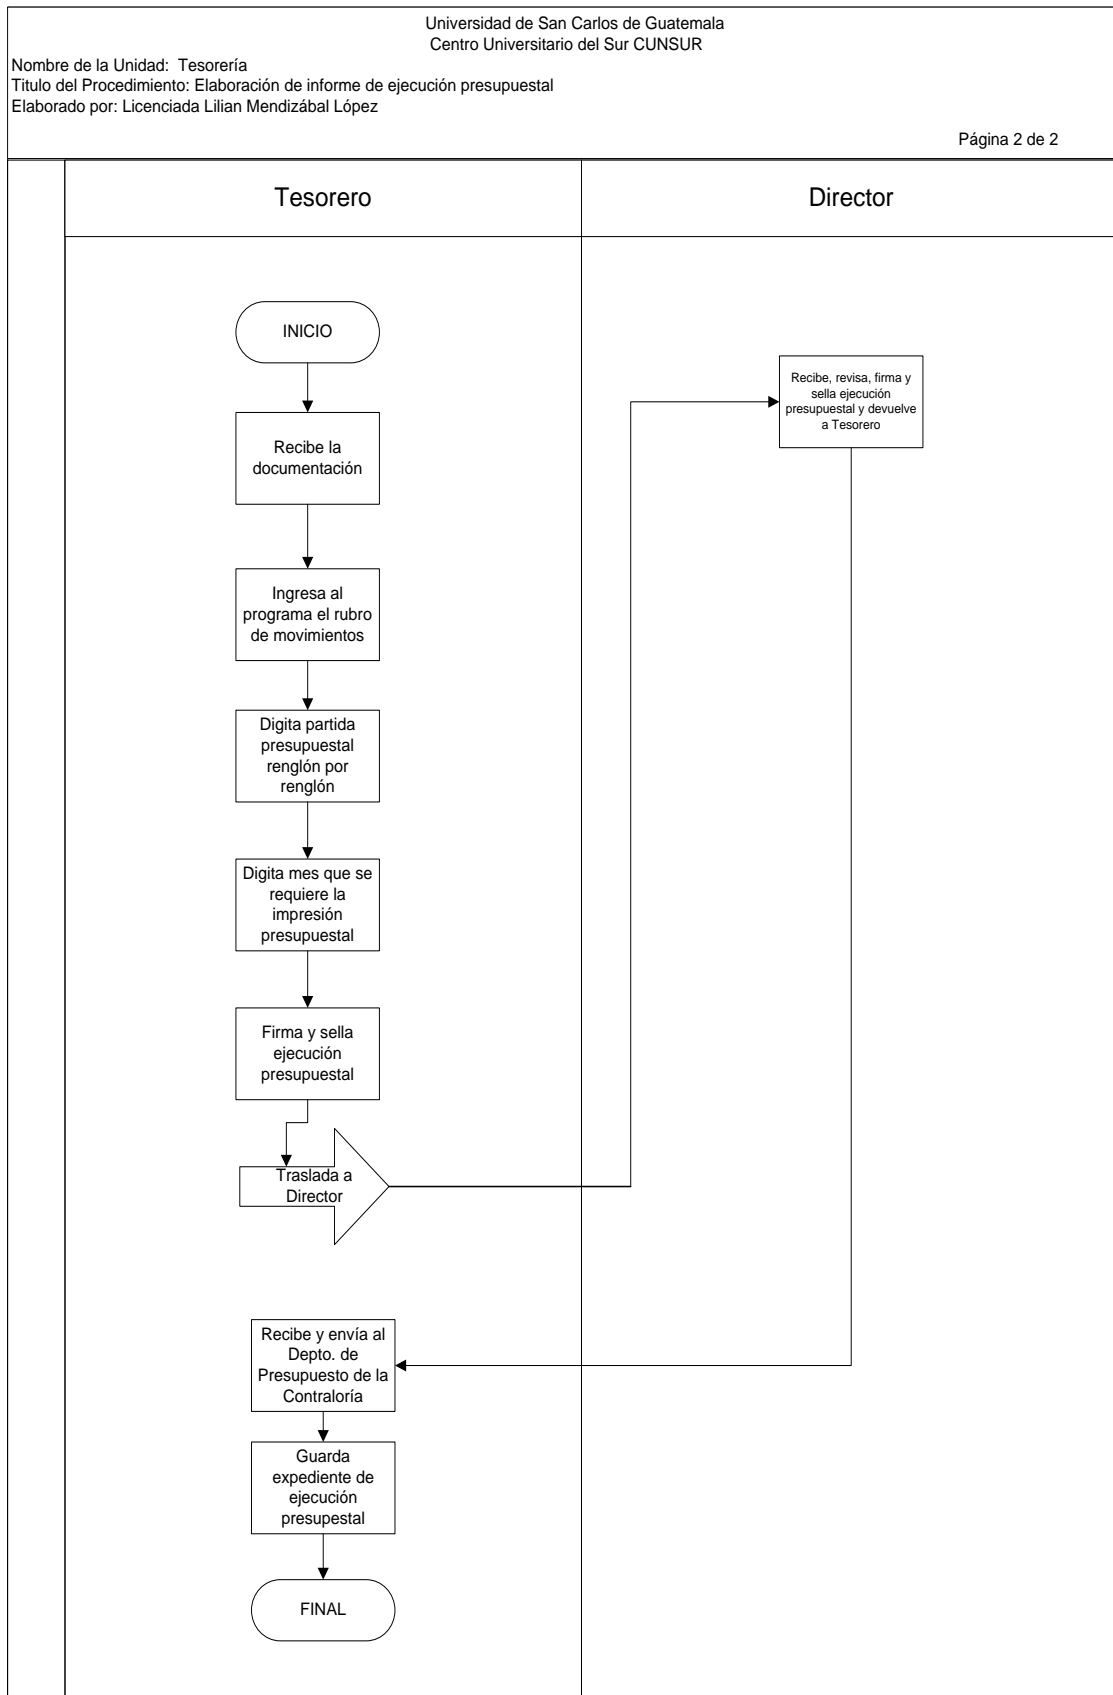 Universidad de San Carlos de Guatemala
Centro Universitario del Sur CUNSUR
Nombre de la Unidad: Tesorería
Titulo del Procedimiento: Elaboración de informe de ejecución presupuestal
Elaborado por: Licenciada Lilian Mendizábal López
Página 2 de 2
Tesorero
Director
INICIO
Recibe la
documentación
Ingresa al
programa el rubro
de movimientos
Digita partida
presupuestal
renglón por
renglón
Digita mes que se
requiere la
impresión
presupuestal
Firma y sella
ejecución
presupuestal
Traslada a
Director
Recibe, revisa, firma y
sella ejecución
presupuestal y devuelve
a Tesorero
Recibe y envía al
Depto. de
Presupuesto de la
Contraloría
Guarda
expediente de
ejecución
presupestal
FINAL